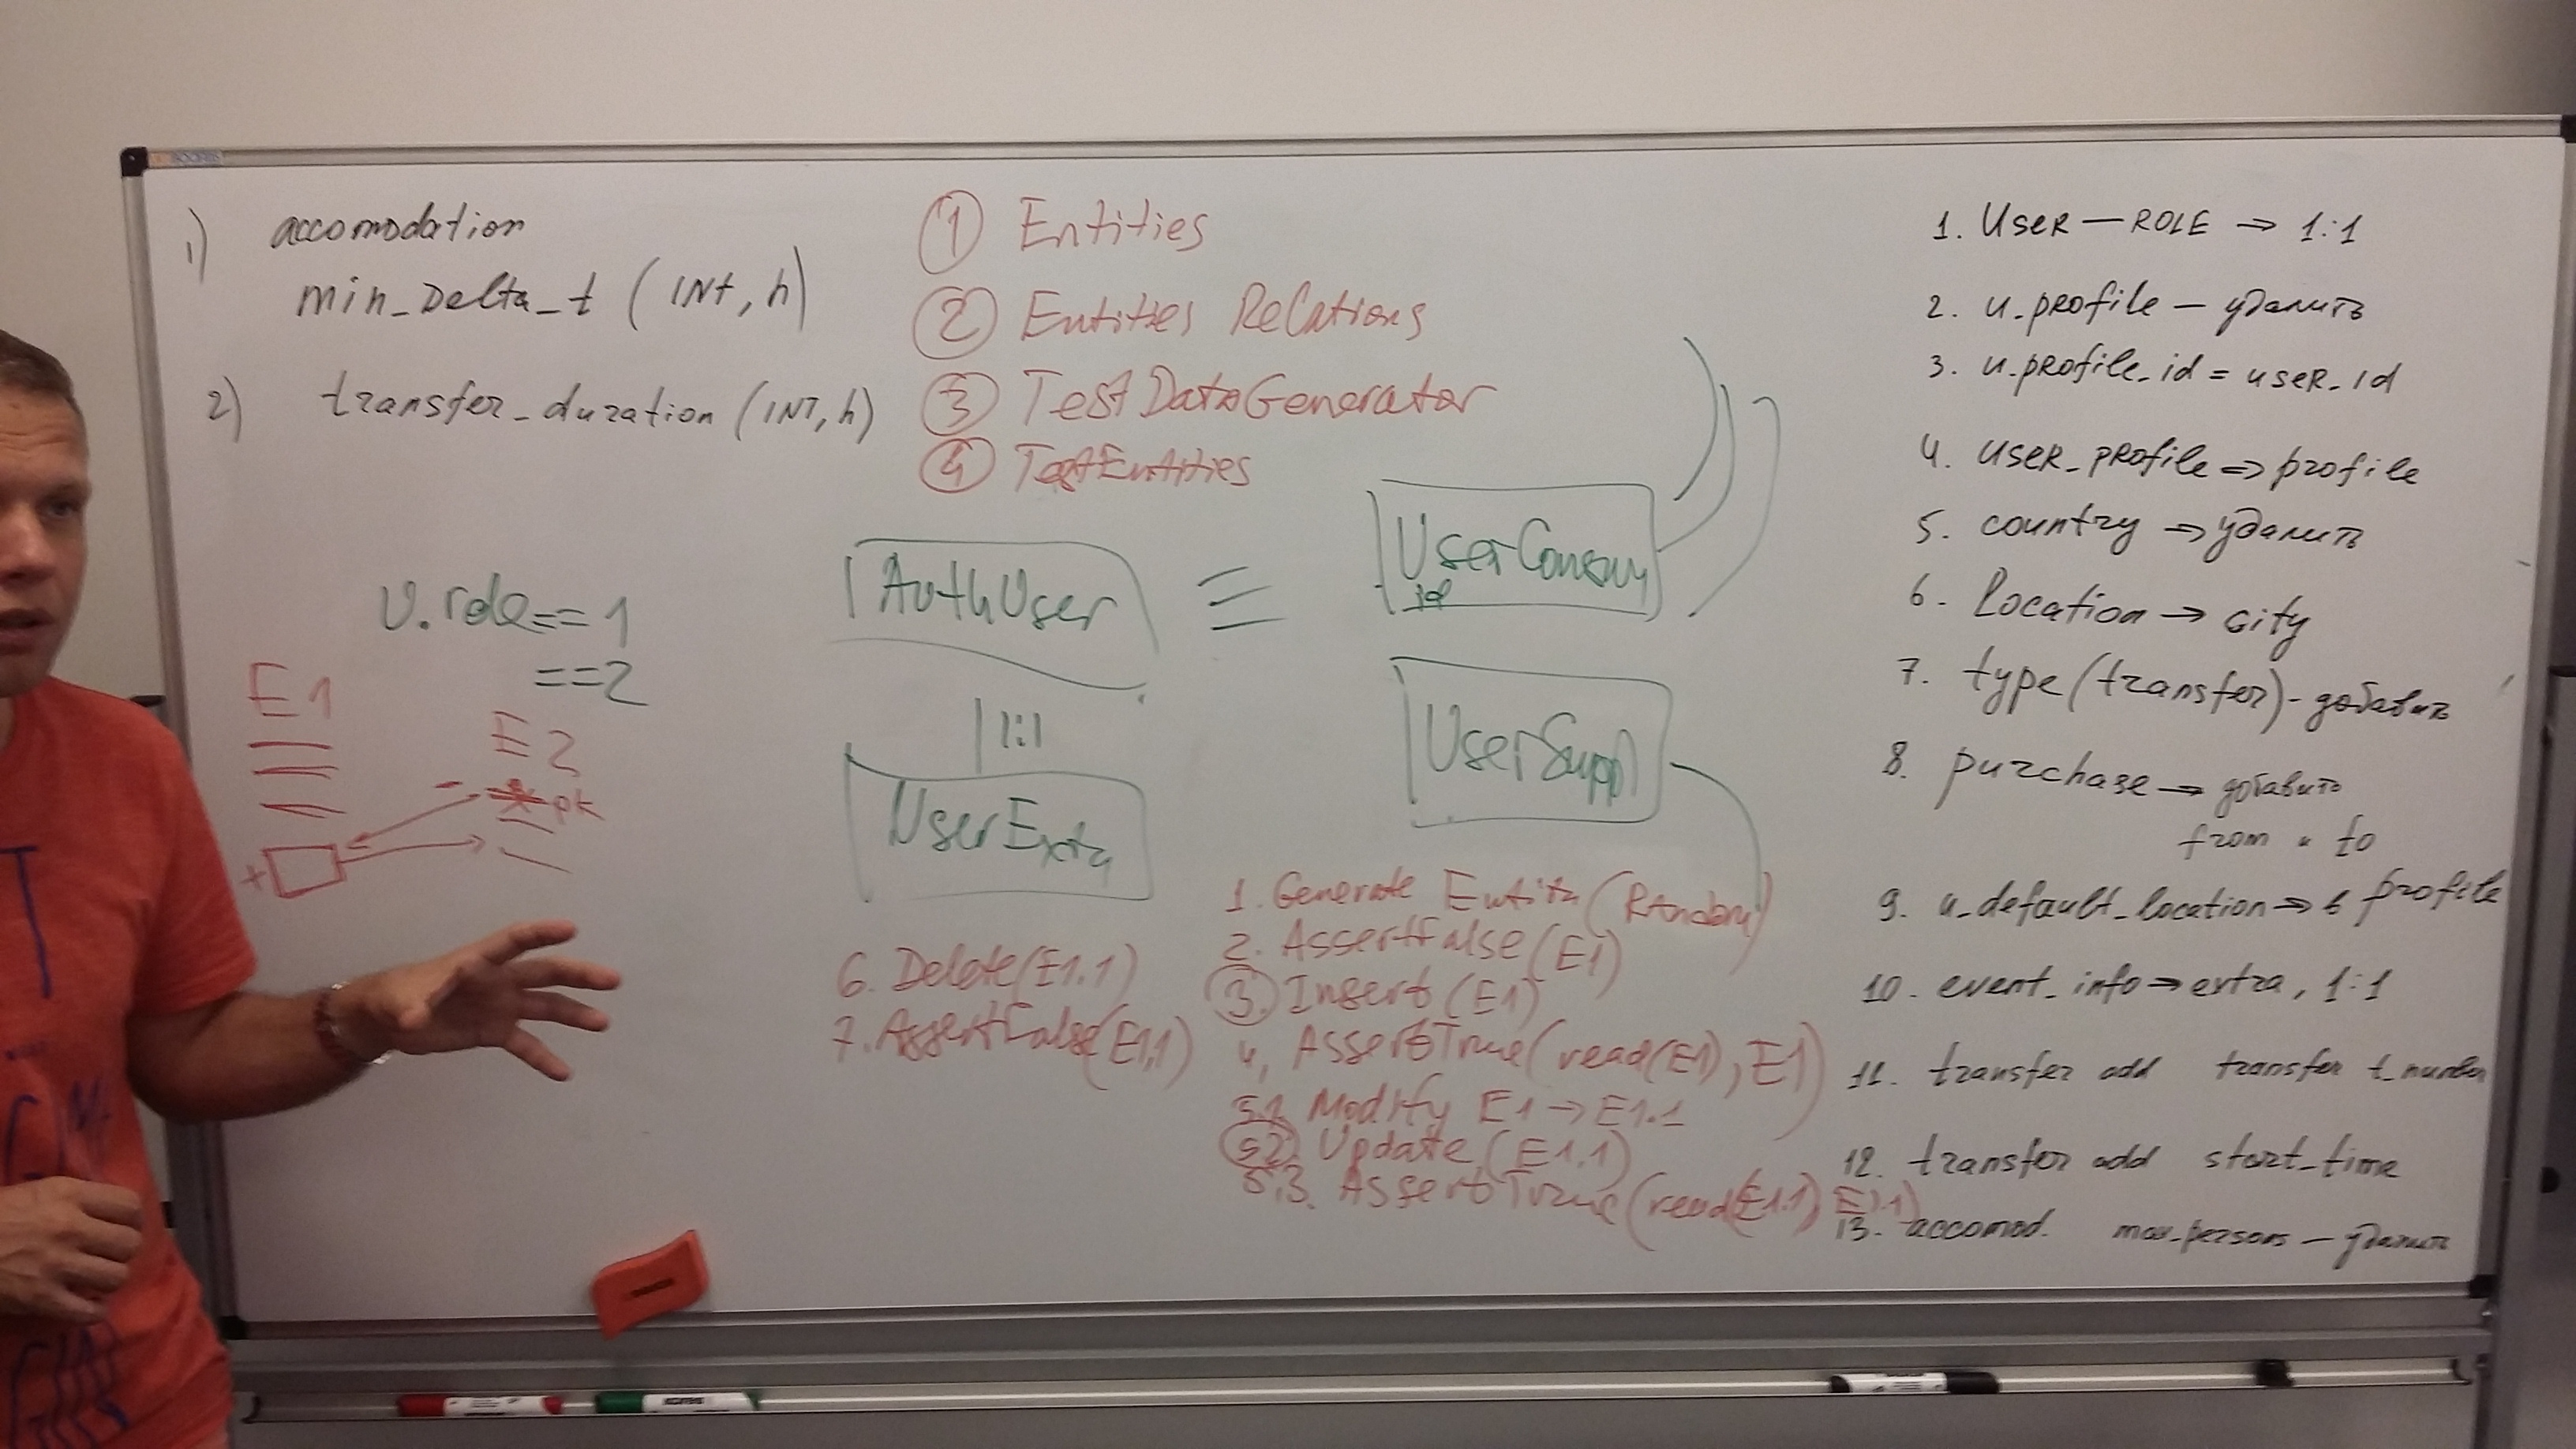 1) accomodation
min_Delta_t (INt, h)
2) transfer_duration (INT, h)
1 Entities
2 Entities Relations
3 TestDataGenerator
4 TestEntities
U.role == 1
== 2
E1
E2
pk
+
AuthUser
≡
1:1
UserExtra
UserConsum
id
UserSuppl
1. Generate Entity (Random)
2. AssertFalse (E1)
3. Insert (E1)
4. AssertTrue (read(E1), E1)
5.1 Modify E1 → E1.1
5.2. Update (E1.1)
5.3. AssertTrue (read(E1.1), E1.1)
6. Delete (E1.1)
7. AssertFalse (E1.1)
1. User — ROLE ⇒ 1:1
2. u.profile — удалить
3. u.profile_id = user_id
4. User_profile ⇒ profile
5. country ⇒ удалить
6. Location → city
7. type (transfer) - добавить
8. purchase → добавить
from и to
9. u_default_location ⇒ в profile
10. event_info ⇒ extra, 1:1
11. transfer add transfer t_number
12. transfer add start_time
13. accomod. max_persons — удалить